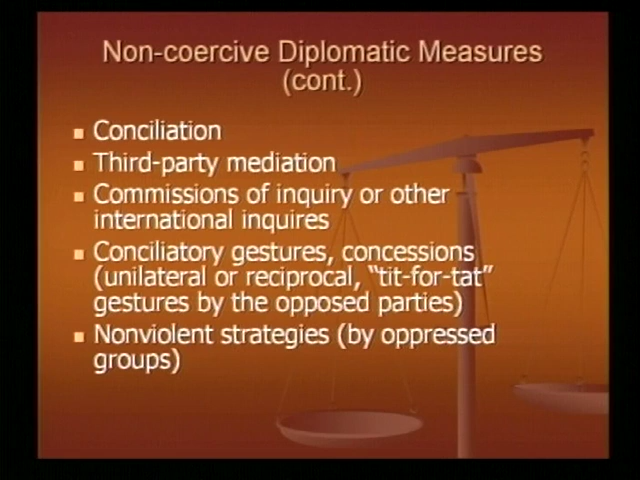 Non-coercive Diplomatic Measures
(cont.)
Conciliation
Third-party mediation
Commissions of inquiry or other
international inquires
Conciliatory gestures, concessions
(unilateral or reciprocal, “tit-for-tat”
gestures by the opposed parties)
Nonviolent strategies (by oppressed
groups)